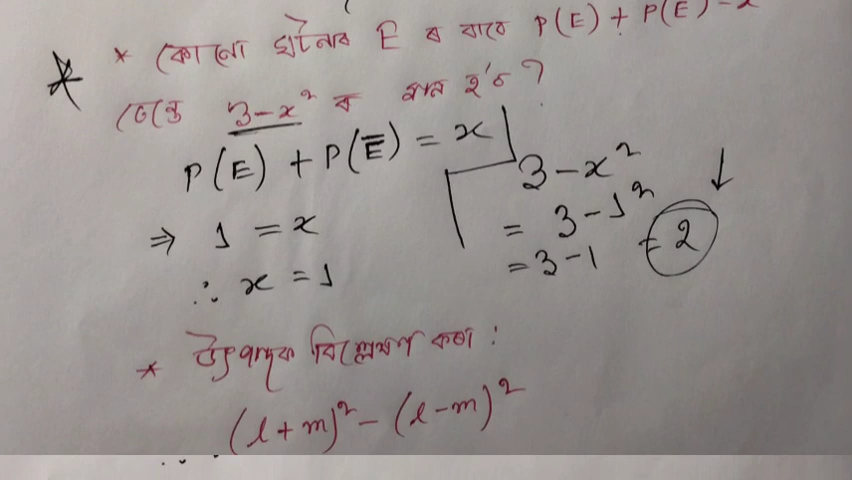 * কোনো ঘটনাৰ E ৰ বাবে P(E) + P(E) = x
তেন্তে 3-x² ৰ মান হ'ব ?
P(E) + P(E̅) = x
⇒ 1 = x
∴ x = 1
3-x²
= 3-1²
=3-1 = 2
* উৎপাদক বিশ্লেষণ কৰা :
(l+m)²-(l-m)²